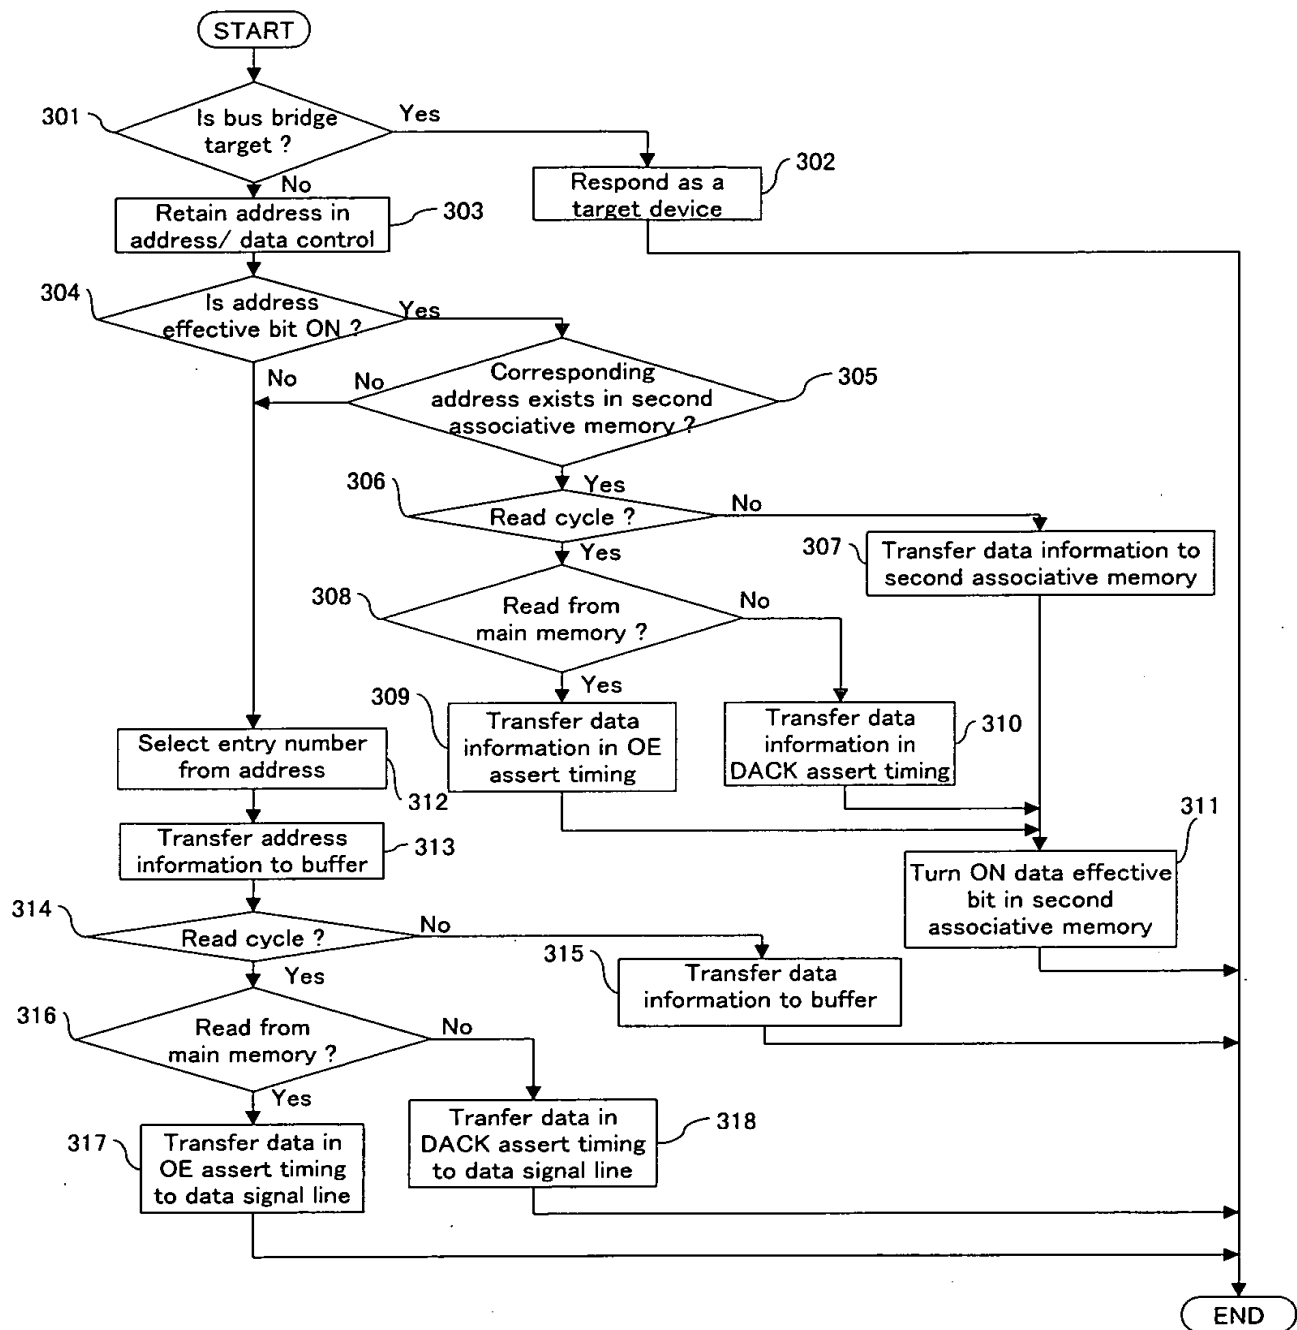 START
301
Is bus bridge
target ?
Yes
No
302
Respond as a
target device
Retain address in
address/ data control
303
304
Is address
effective bit ON ?
Yes
No
No
Corresponding
address exists in second
associative memory ?
305
Yes
306
Read cycle ?
No
Yes
307
Transfer data information to
second associative memory
308
Read from
main memory ?
No
Yes
309
Transfer data
information in OE
assert timing
Transfer data
information in
DACK assert timing
310
Select entry number
from address
312
311
Turn ON data effective
bit in second
associative memory
Transfer address
information to buffer
313
314
Read cycle ?
No
Yes
315
Transfer data
information to buffer
316
Read from
main memory ?
No
Yes
317
Transfer data in
OE assert timing
to data signal line
Tranfer data in
DACK assert timing
to data signal line
318
END